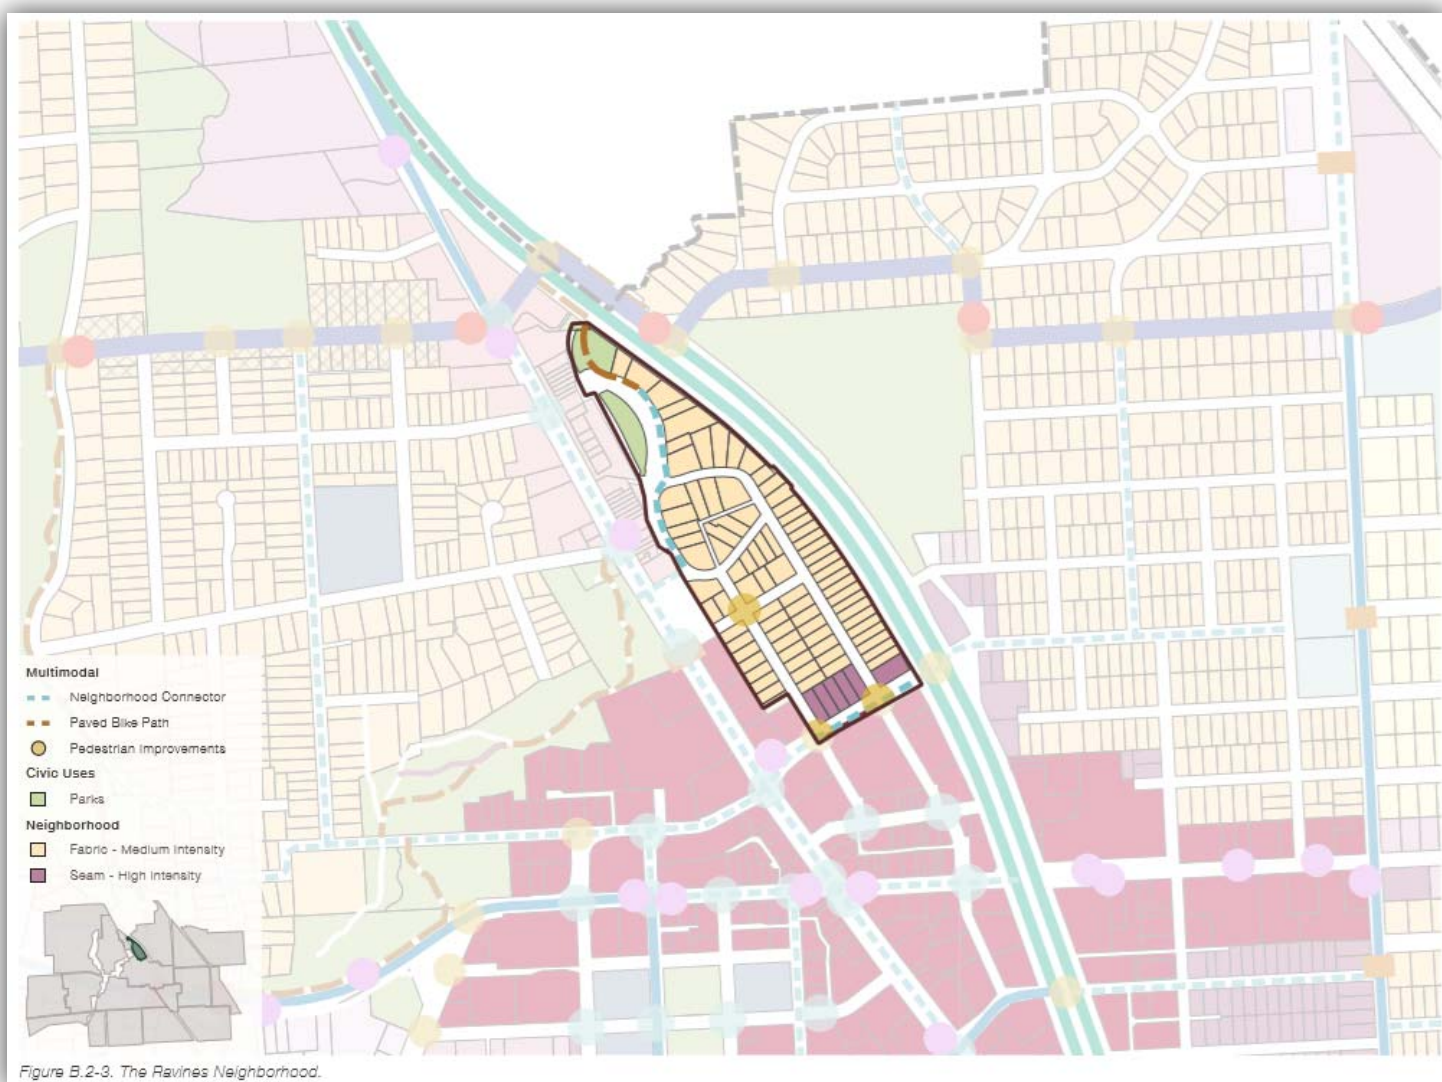 Multimodal
Neighborhood Connector
Paved Bike Path
Pedestrian Improvements
Civic Uses
Parks
Neighborhood
Fabric - Medium Intensity
Seam - High Intensity
Figure B.2-3. The Ravines Neighborhood.